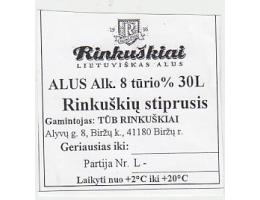 Rinkuškiai
LIETUVIŠKAS ALUS
ALUS Alk. 8 tūrio% 30L
Rinkuškių stiprusis
Gamintojas: TŪB RINKUŠKIAI
Alyvų g. 8, Biržų k., 41180 Biržų r.
Geriausias iki:
Partija Nr. L -
Laikyti nuo +2°C iki +20°C